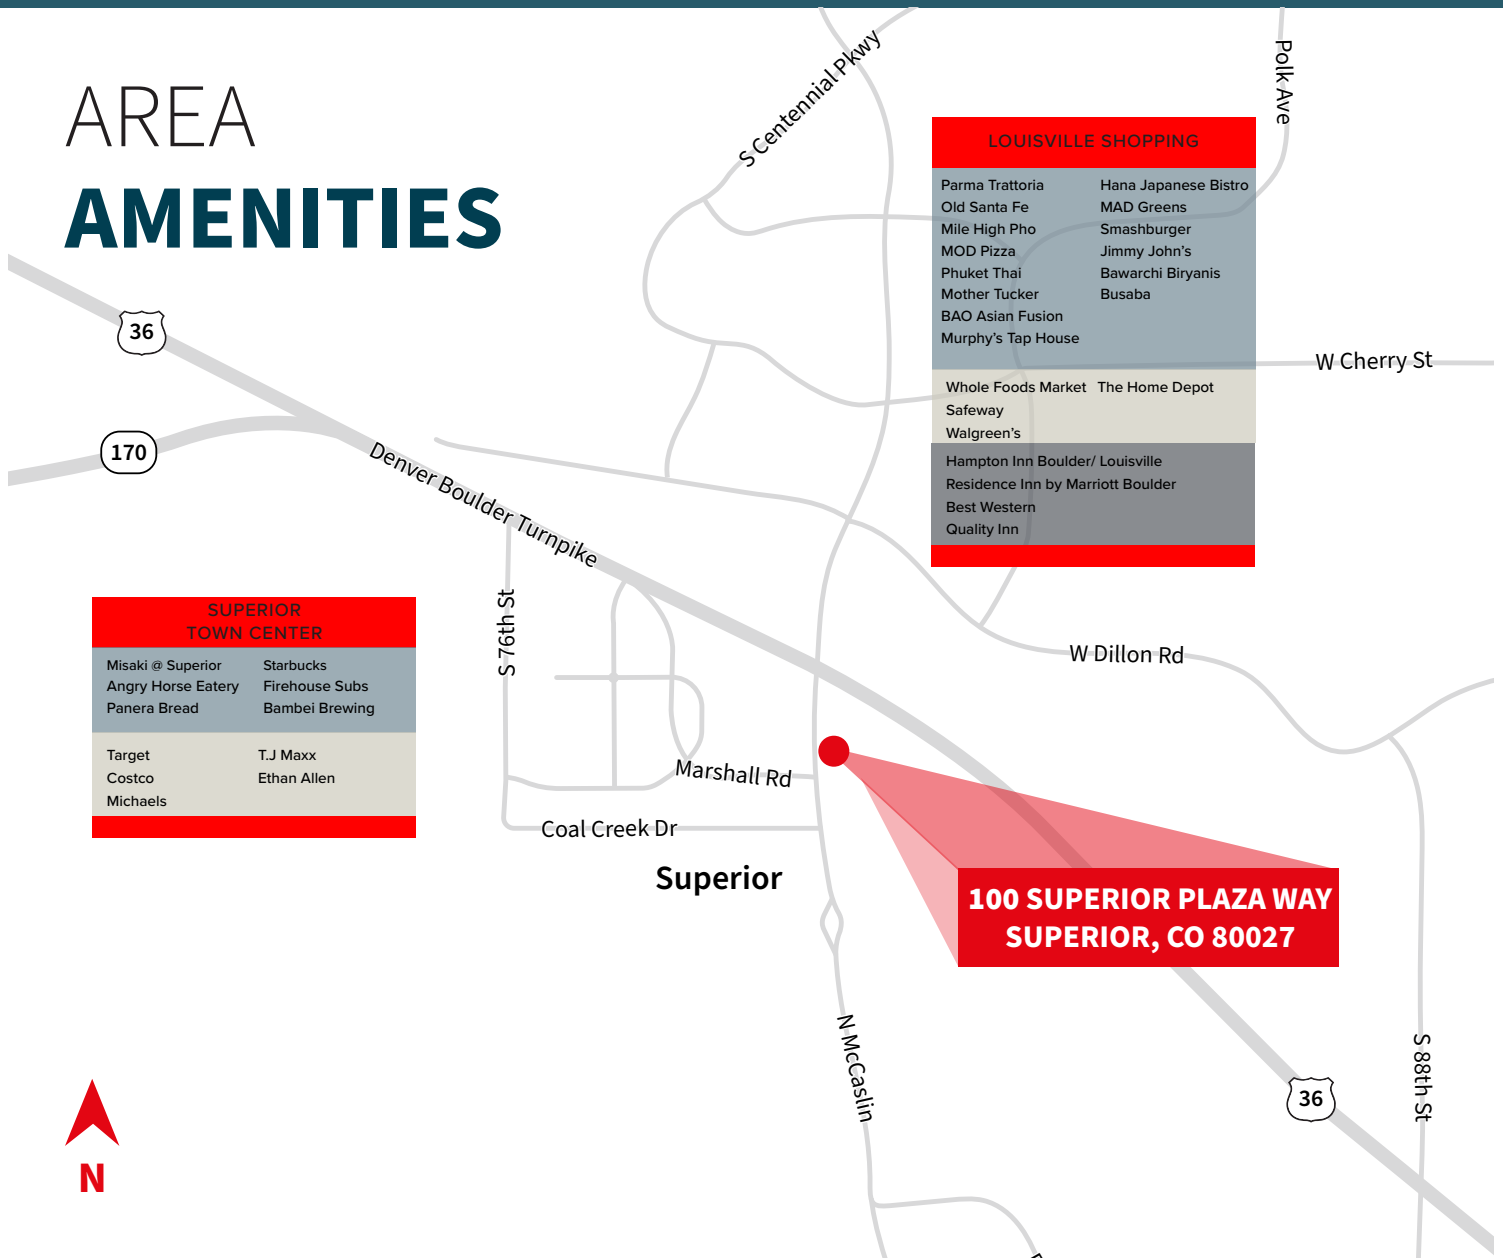 AREA
AMENITIES
S Centennial Pkwy
Polk Ave
LOUISVILLE SHOPPING
Parma Trattoria
Old Santa Fe
Mile High Pho
MOD Pizza
Phuket Thai
Mother Tucker
BAO Asian Fusion
Murphy's Tap House
Hana Japanese Bistro
MAD Greens
Smashburger
Jimmy John's
Bawarchi Biryanis
Busaba
Whole Foods Market
Safeway
Walgreen's
The Home Depot
Hampton Inn Boulder/ Louisville
Residence Inn by Marriott Boulder
Best Western
Quality Inn
W Cherry St
36
170
Denver Boulder Turnpike
S 76th St
W Dillon Rd
SUPERIOR
TOWN CENTER
Misaki @ Superior
Angry Horse Eatery
Panera Bread
Starbucks
Firehouse Subs
Bambei Brewing
Target
Costco
Michaels
T.J Maxx
Ethan Allen
Marshall Rd
Coal Creek Dr
Superior
100 SUPERIOR PLAZA WAY
SUPERIOR, CO 80027
N McCaslin
S 88th St
36
N